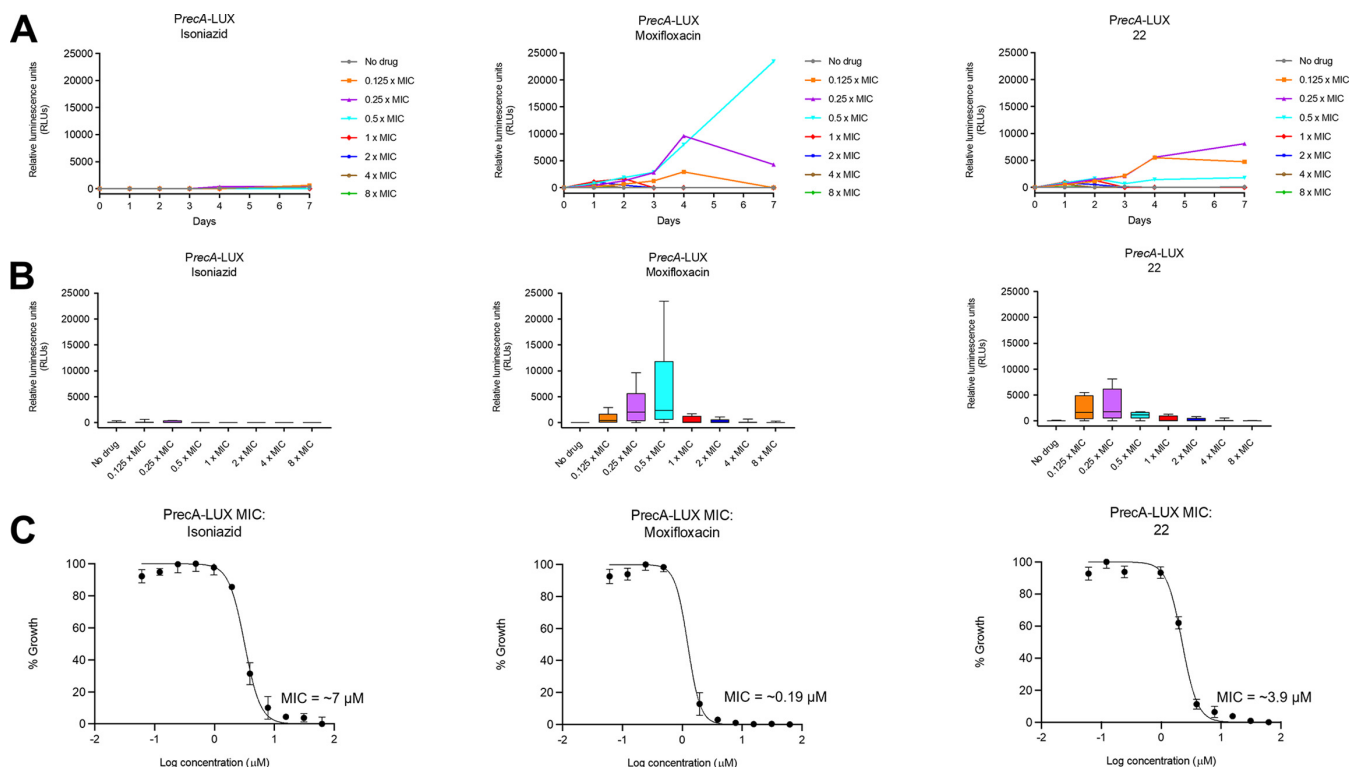 A
PrecA-LUX
Isoniazid
Relative luminescence units
(RLUs)
25000
20000
15000
10000
5000
0
0 1 2 3 4 5 6 7
Days
No drug
0.125 x MIC
0.25 x MIC
0.5 x MIC
1 x MIC
2 x MIC
4 x MIC
8 x MIC
PrecA-LUX
Moxifloxacin
Relative luminescence units
(RLUs)
25000
20000
15000
10000
5000
0
0 1 2 3 4 5 6 7
Days
No drug
0.125 x MIC
0.25 x MIC
0.5 x MIC
1 x MIC
2 x MIC
4 x MIC
8 x MIC
PrecA-LUX
22
Relative luminescence units
(RLUs)
25000
20000
15000
10000
5000
0
0 1 2 3 4 5 6 7
Days
No drug
0.125 x MIC
0.25 x MIC
0.5 x MIC
1 x MIC
2 x MIC
4 x MIC
8 x MIC
B
PrecA-LUX
Isoniazid
Relative luminescence units
(RLUs)
25000
20000
15000
10000
5000
0
No drug
0.125 x MIC
0.25 x MIC
0.5 x MIC
1 x MIC
2 x MIC
4 x MIC
8 x MIC
PrecA-LUX
Moxifloxacin
Relative luminescence units
(RLUs)
25000
20000
15000
10000
5000
0
No drug
0.125 x MIC
0.25 x MIC
0.5 x MIC
1 x MIC
2 x MIC
4 x MIC
8 x MIC
PrecA-LUX
22
Relative luminescence units
(RLUs)
25000
20000
15000
10000
5000
0
No drug
0.125 x MIC
0.25 x MIC
0.5 x MIC
1 x MIC
2 x MIC
4 x MIC
8 x MIC
C
PrecA-LUX MIC:
Isoniazid
% Growth
100
80
60
40
20
0
MIC = ~7 µM
-2 -1 0 1 2
Log concentration (µM)
PrecA-LUX MIC:
Moxifloxacin
% Growth
100
80
60
40
20
0
MIC = ~0.19 µM
-2 -1 0 1 2
Log concentration (µM)
PrecA-LUX MIC:
22
% Growth
100
80
60
40
20
0
MIC = ~3.9 µM
-2 -1 0 1 2
Log concentration (µM)